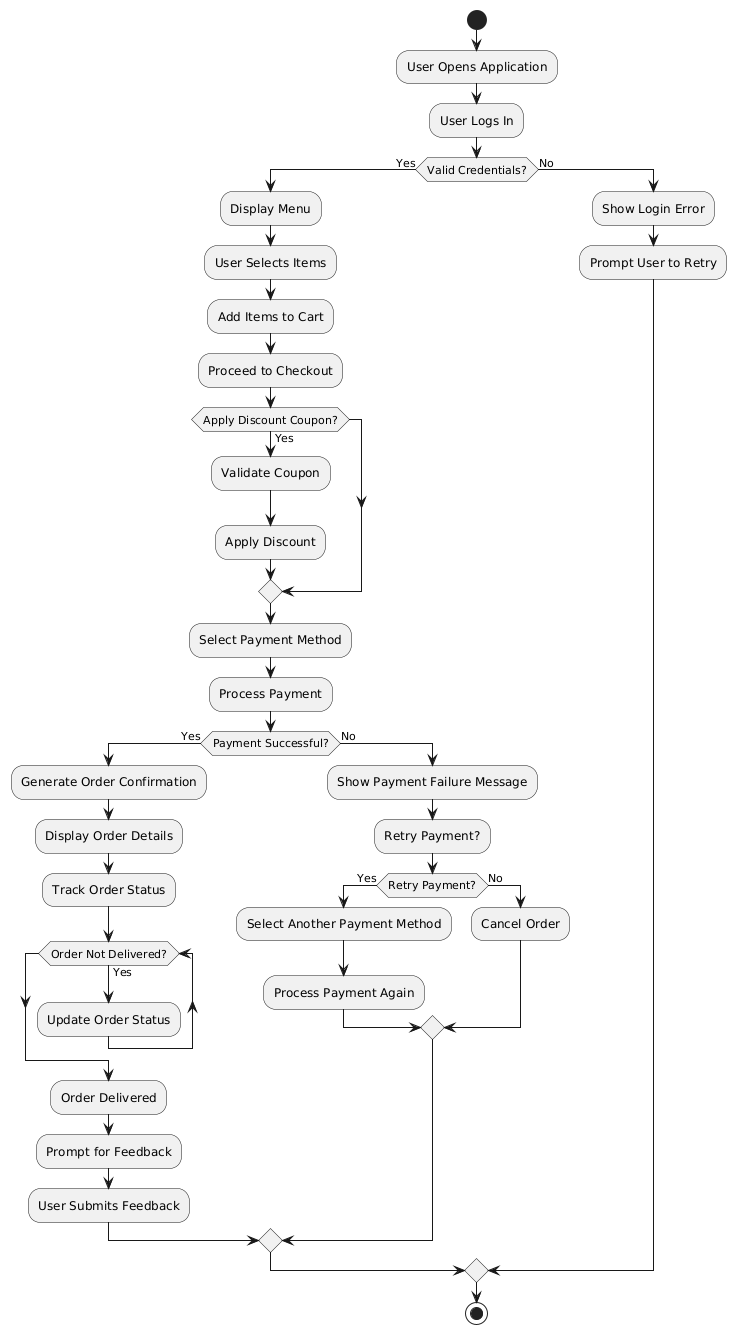 User Opens Application
User Logs In
Yes
Valid Credentials?
No
Display Menu
Show Login Error
User Selects Items
Prompt User to Retry
Add Items to Cart
Proceed to Checkout
Apply Discount Coupon?
Yes
Validate Coupon
Apply Discount
Select Payment Method
Process Payment
Yes
Payment Successful?
No
Generate Order Confirmation
Show Payment Failure Message
Display Order Details
Retry Payment?
Track Order Status
Yes
Retry Payment?
No
Select Another Payment Method
Cancel Order
Order Not Delivered?
Yes
Process Payment Again
Update Order Status
Order Delivered
Prompt for Feedback
User Submits Feedback